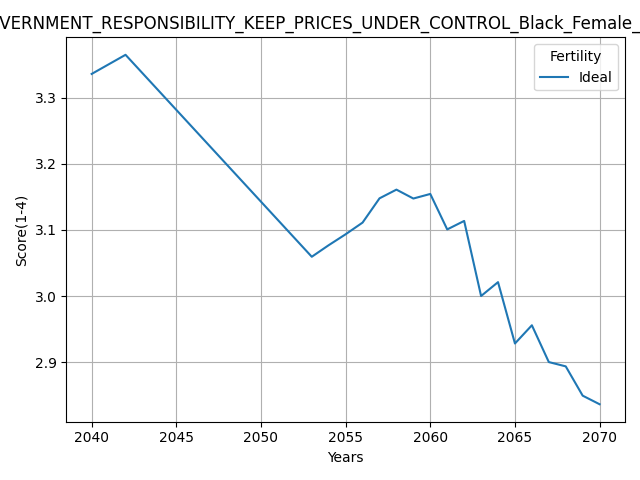 VERNMENT_RESPONSIBILITY_KEEP_PRICES_UNDER_CONTROL_Black_Female_
Fertility
Ideal
3.3
3.2
3.1
3.0
2.9
Score(1-4)
2040 2045 2050 2055 2060 2065 2070
Years